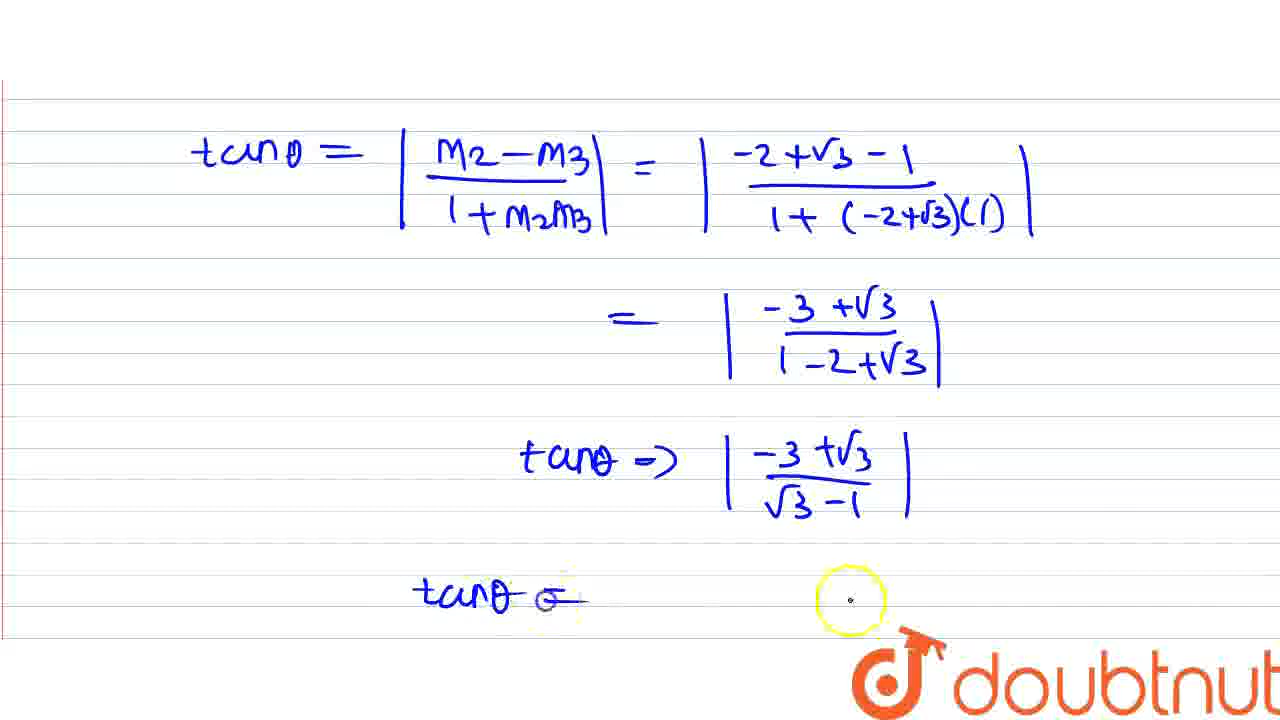 tanθ = | m2 - m3 / 1 + m2m3 | = | -2 + √3 - 1 / 1 + (-2+√3)(1) |
= | -3 + √3 / 1 - 2 + √3 |
tanθ → | -3 + √3 / √3 - 1 |
tanθ =
doubtnut